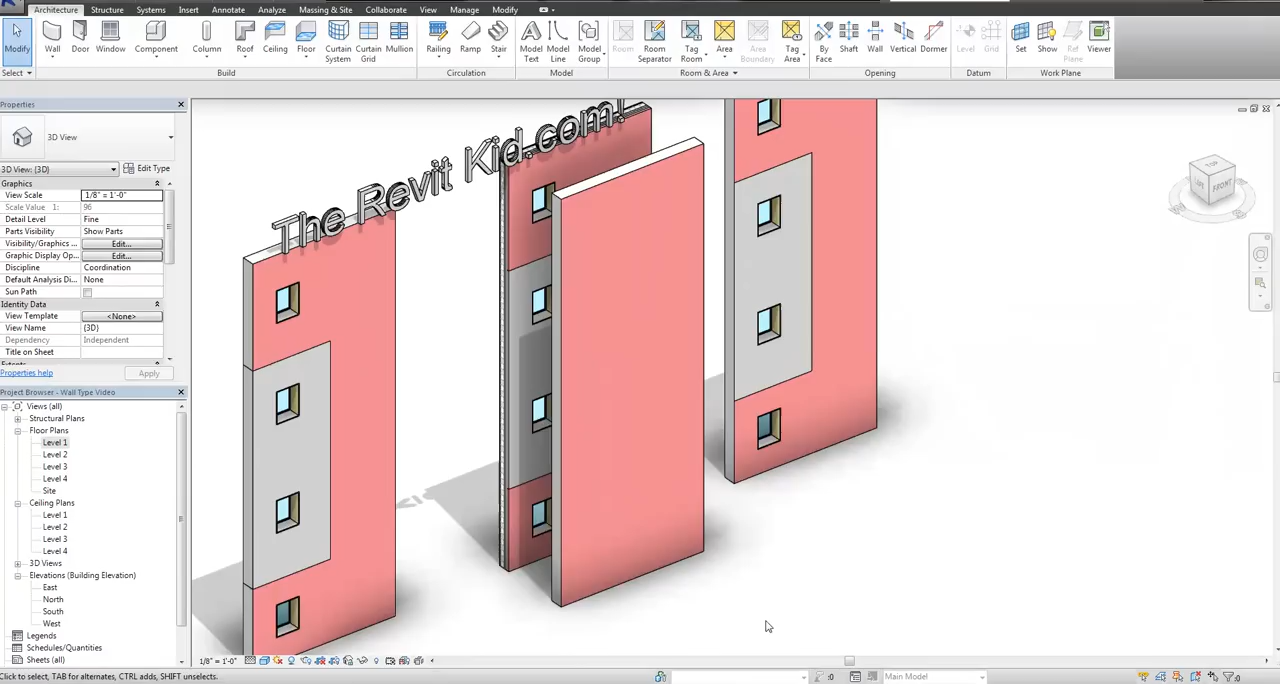 Architecture Structure Systems Insert Annotate Analyze Massing & Site Collaborate View Manage Modify
Modify Wall Door Window Component Column Roof Ceiling Floor Curtain System Curtain Grid Mullion Railing Ramp Stair Model Text Model Line Model Group Room Room Separator Tag Room Area Area Boundary Tag Area By Face Shaft Wall Vertical Dormer Level Grid Set Show Ref Plane Viewer
Select Build Circulation Model Room & Area Opening Datum Work Plane
Properties
3D View
3D View: {3D} Edit Type
Graphics
View Scale 1/8" = 1'-0"
Scale Value 1: 96
Detail Level Fine
Parts Visibility Show Parts
Visibility/Graphics ... Edit...
Graphic Display Op... Edit...
Discipline Coordination
Default Analysis Di... None
Sun Path
Identity Data
View Template <None>
View Name {3D}
Dependency Independent
Title on Sheet
Properties help Apply
Project Browser - Wall Type Video
Views (all)
Structural Plans
Floor Plans
Level 1
Level 2
Level 3
Level 4
Site
Ceiling Plans
Level 1
Level 2
Level 3
Level 4
3D Views
Elevations (Building Elevation)
East
North
South
West
Legends
Schedules/Quantities
Sheets (all)
The Revit Kid.com!
TOP
LEFT FRONT
1/8" = 1'-0"
Click to select, TAB for alternates, CTRL adds, SHIFT unselects.
:0 Main Model :0